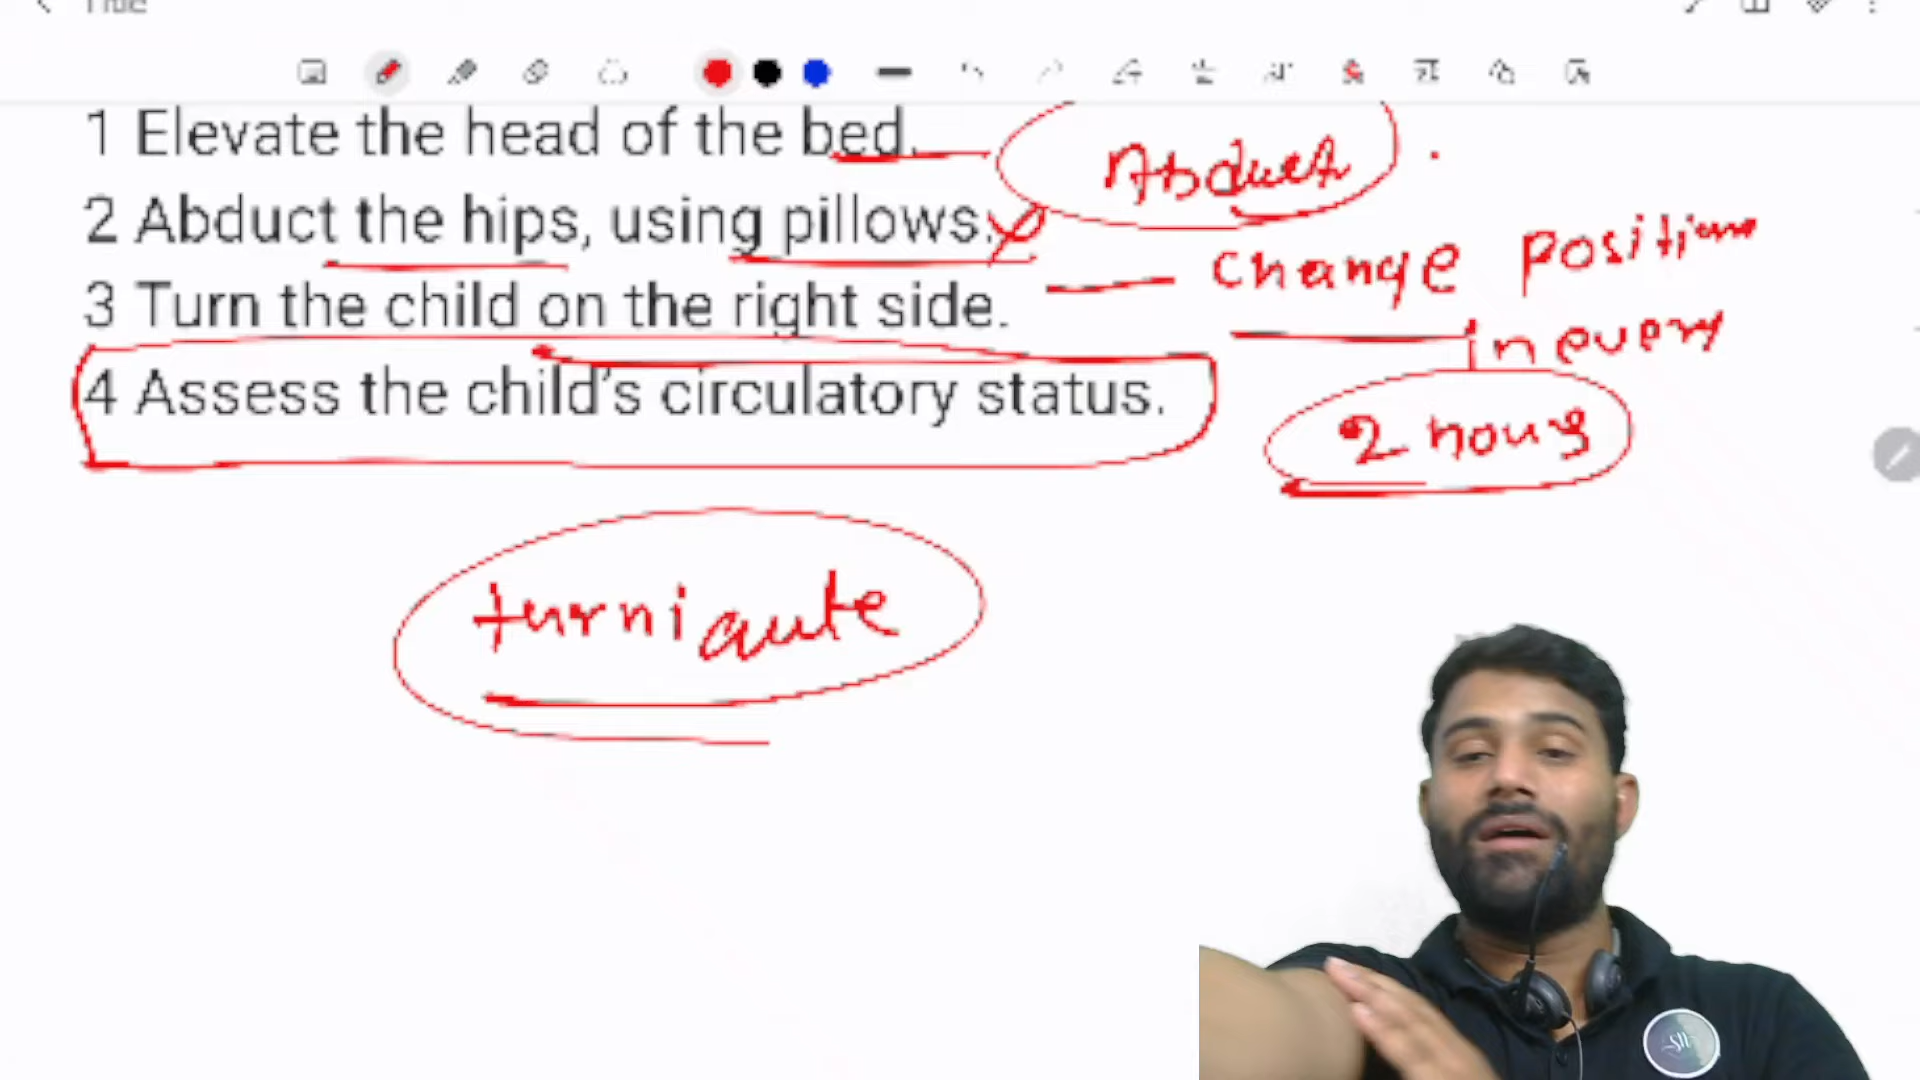 Title
1 Elevate the head of the bed.
Abduct
2 Abduct the hips, using pillows.
change position
3 Turn the child on the right side.
in every
4 Assess the child's circulatory status.
2 hours
turniqute